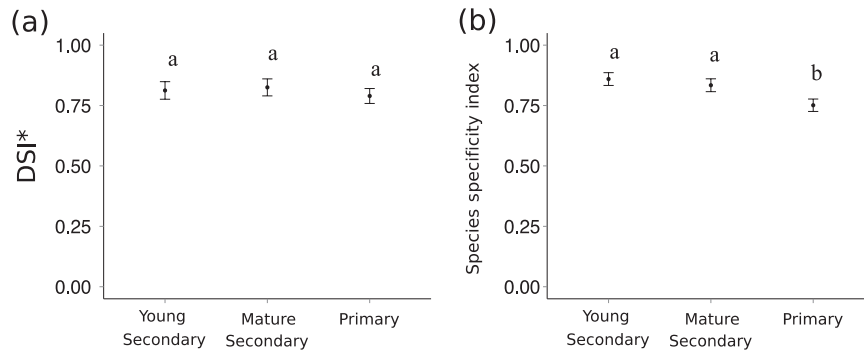 (a)
DSI*
1.00
0.75
0.50
0.25
0.00
a
a
a
Young
Secondary
Mature
Secondary
Primary
(b)
Species specificity index
1.00
0.75
0.50
0.25
0.00
a
a
b
Young
Secondary
Mature
Secondary
Primary